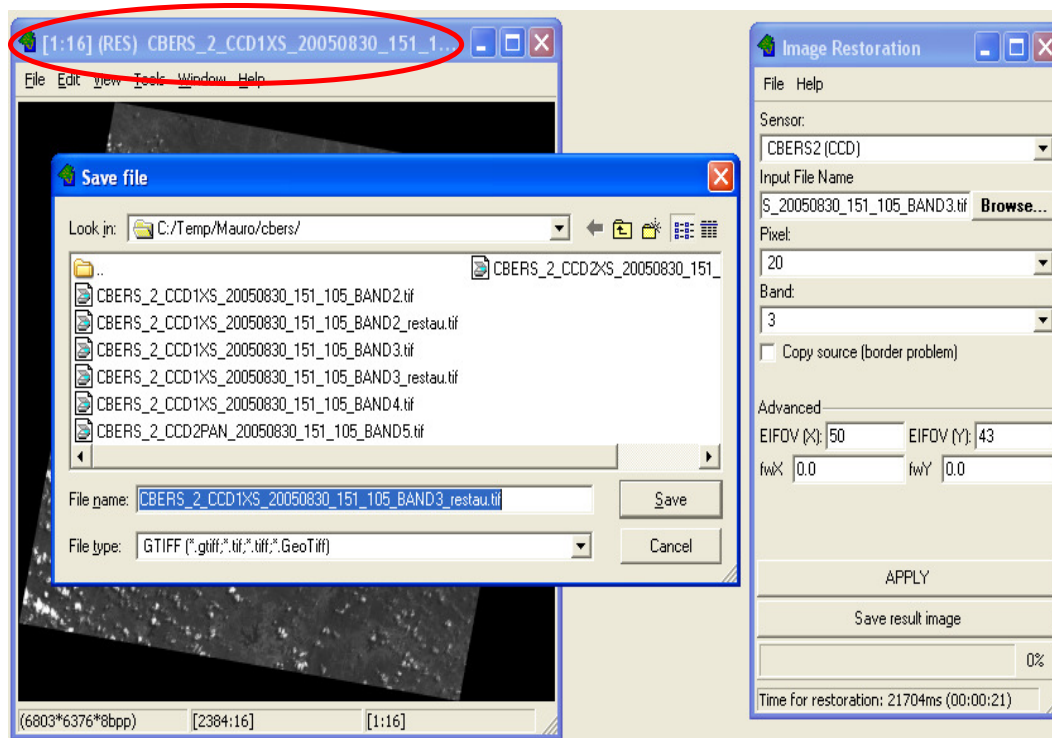 [1:16] (RES) CBERS_2_CCD1XS_20050830_151_1...
File Edit View Tools Window Help
Save file
Look in: C:/Temp/Mauro/cbers/
..
CBERS_2_CCD1XS_20050830_151_105_BAND2.tif
CBERS_2_CCD1XS_20050830_151_105_BAND2_restau.tif
CBERS_2_CCD1XS_20050830_151_105_BAND3.tif
CBERS_2_CCD1XS_20050830_151_105_BAND3_restau.tif
CBERS_2_CCD1XS_20050830_151_105_BAND4.tif
CBERS_2_CCD2PAN_20050830_151_105_BAND5.tif
CBERS_2_CCD2XS_20050830_151_
File name: CBERS_2_CCD1XS_20050830_151_105_BAND3_restau.tif
Save
File type: GTIFF (*.gtiff;*.tif;*.tiff;*.GeoTiff)
Cancel
(6803*6376*8bpp) [2384:16] [1:16]
Image Restoration
File Help
Sensor:
CBERS2 (CCD)
Input File Name
S_20050830_151_105_BAND3.tif Browse...
Pixel:
20
Band:
3
Copy source (border problem)
Advanced
EIFOV (X): 50 EIFOV (Y): 43
fwX 0.0 fwY 0.0
APPLY
Save result image
0%
Time for restoration: 21704ms (00:00:21)